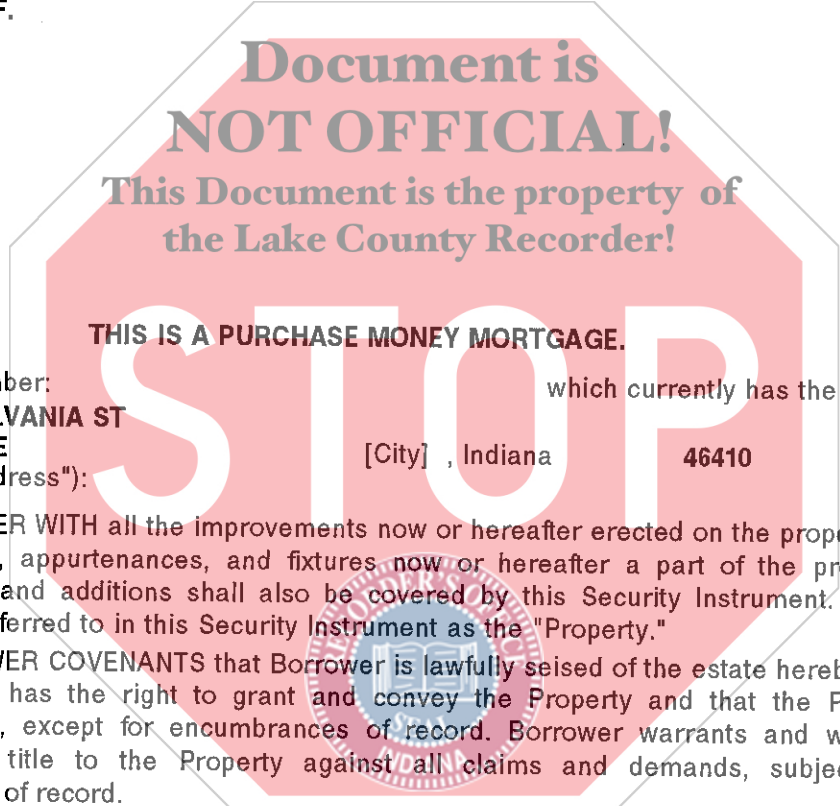 F.
Document is
NOT OFFICIAL!
This Document is the property of
the Lake County Recorder!
STOP
THIS IS A PURCHASE MONEY MORTGAGE.
ber: which currently has the
VANIA ST
E [City] , Indiana 46410
dress"):
ER WITH all the improvements now or hereafter erected on the prope
, appurtenances, and fixtures now or hereafter a part of the pr
and additions shall also be covered by this Security Instrument.
ferred to in this Security Instrument as the "Property."
ER COVENANTS that Borrower is lawfully seised of the estate hereb
has the right to grant and convey the Property and that the P
, except for encumbrances of record. Borrower warrants and w
title to the Property against all claims and demands, subje
of record.
SEAL
INDIANA